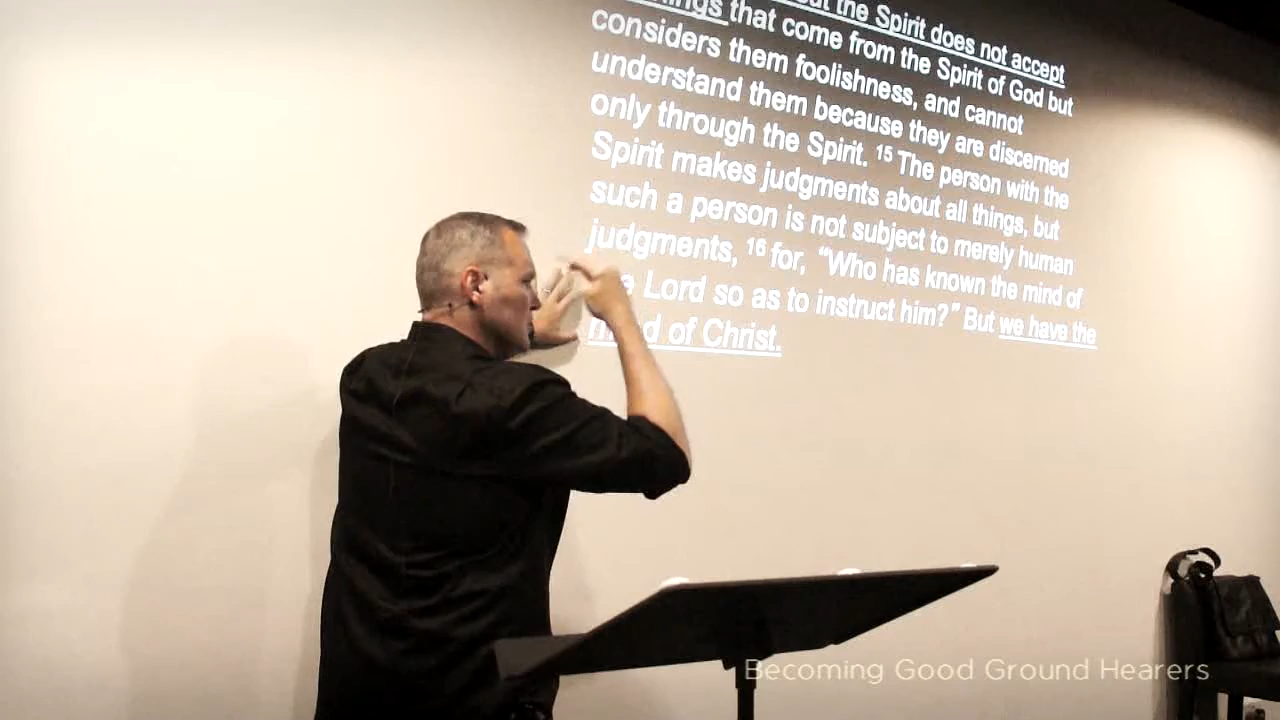 out the Spirit does not accept
things that come from the Spirit of God but
considers them foolishness, and cannot
understand them because they are discerned
only through the Spirit. 15 The person with the
Spirit makes judgments about all things, but
such a person is not subject to merely human
judgments, 16 for, “Who has known the mind of
Lord so as to instruct him?” But we have the
mind of Christ.
Becoming Good Ground Hearers